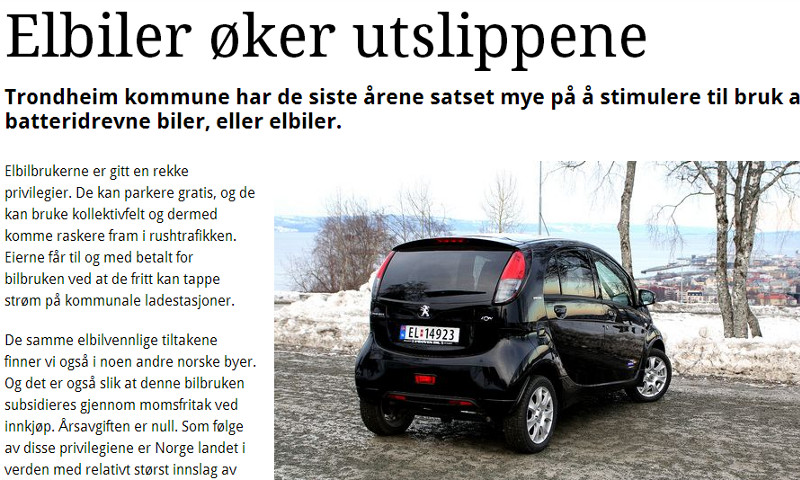 Elbiler øker utslippene
Trondheim kommune har de siste årene satset mye på å stimulere til bruk a
batteridrevne biler, eller elbiler.
Elbilbrukerne er gitt en rekke
privilegier. De kan parkere gratis, og de
kan bruke kollektivfelt og dermed
komme raskere fram i rushtrafikken.
Eierne får til og med betalt for
bilbruken ved at de fritt kan tappe
strøm på kommunale ladestasjoner.
De samme elbilvennlige tiltakene
finner vi også i noen andre norske byer.
Og det er også slik at denne bilbruken
subsidieres gjennom momsfritak ved
innkjøp. Årsavgiften er null. Som følge
av disse privilegiene er Norge landet i
verden med relativt størst innslag av
EL 14923
iOn